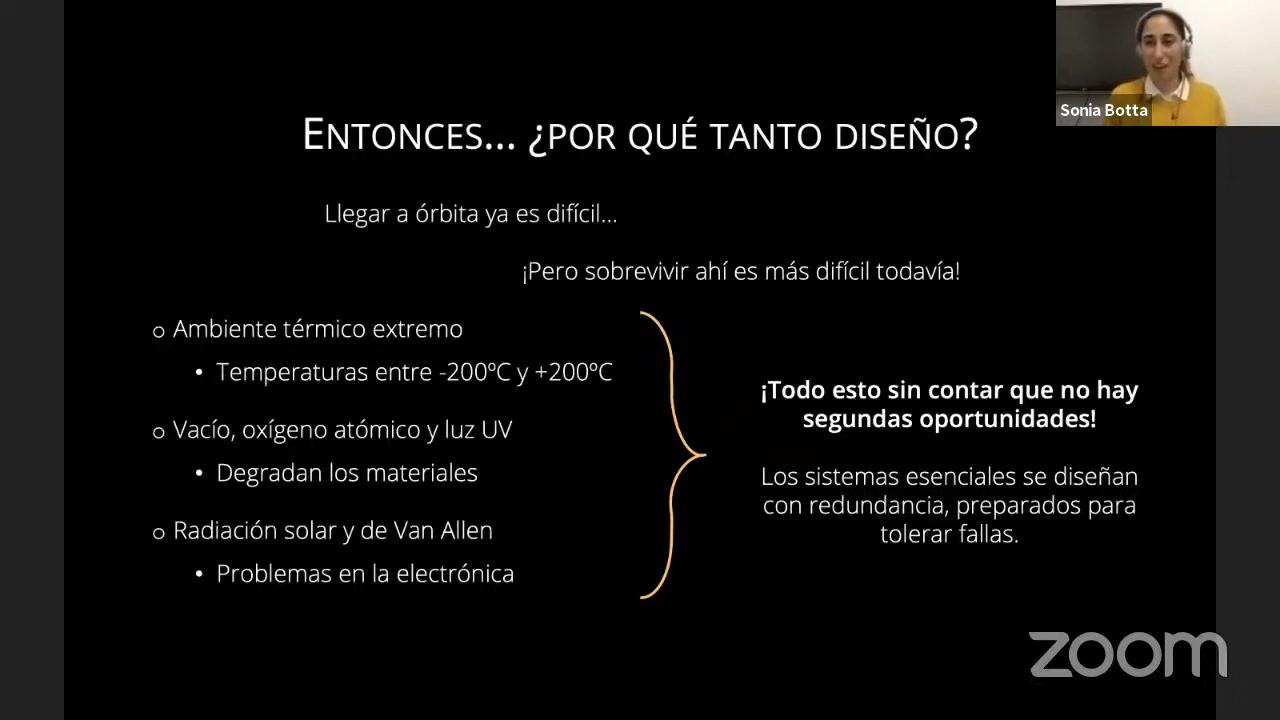 Sonia Botta
ENTONCES... ¿POR QUÉ TANTO DISEÑO?
Llegar a órbita ya es difícil...
¡Pero sobrevivir ahí es más difícil todavía!
o Ambiente térmico extremo
• Temperaturas entre -200ºC y +200ºC
o Vacío, oxígeno atómico y luz UV
• Degradan los materiales
o Radiación solar y de Van Allen
• Problemas en la electrónica
¡Todo esto sin contar que no hay
segundas oportunidades!
Los sistemas esenciales se diseñan
con redundancia, preparados para
tolerar fallas.
zoom